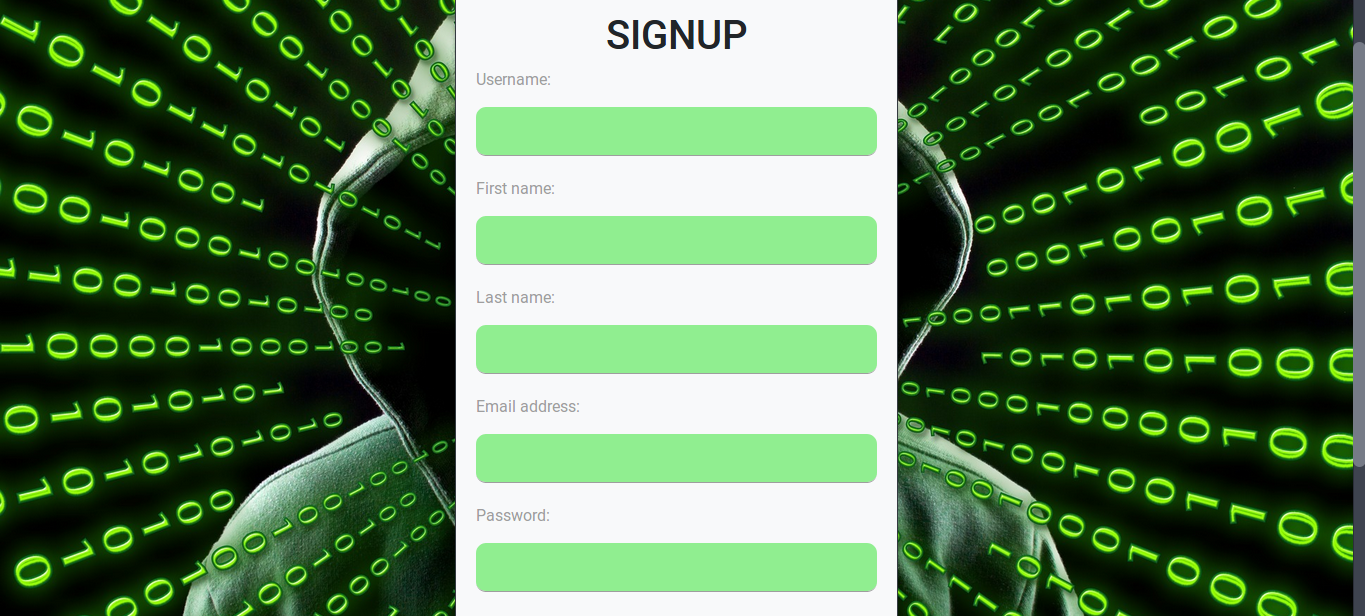 SIGNUP
Username:
First name:
Last name:
Email address:
Password: